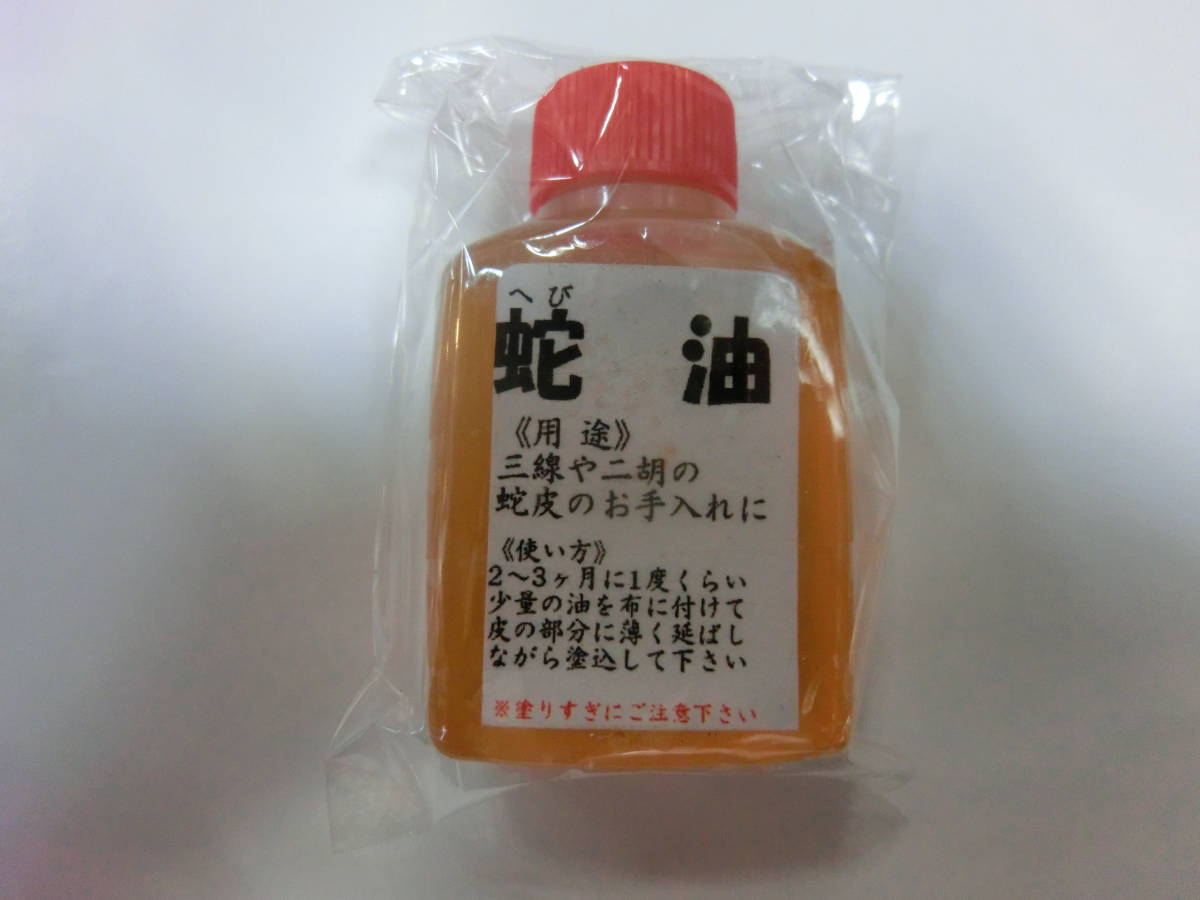 へび
蛇 油
《用 途》
三線や二胡の
蛇皮のお手入れに
《使い方》
2～3ヶ月に1度くらい
少量の油を布に付けて
皮の部分に薄く延ばし
ながら塗込して下さい
※塗りすぎにご注意下さい